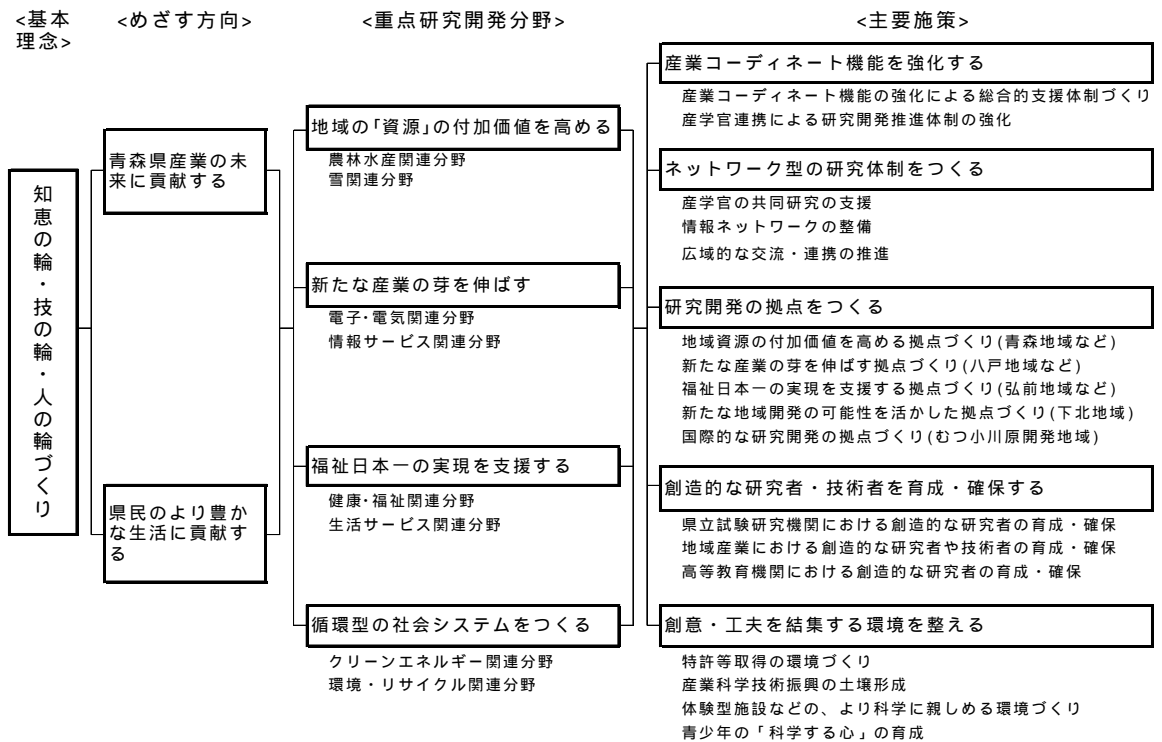 <基本
理念>
<めざす方向>
<重点研究開発分野>
<主要施策>
知恵の輪・技の輪・人の輪づくり
青森県産業の未
来に貢献する
県民のより豊か
な生活に貢献す
る
地域の「資源」の付加価値を高める
農林水産関連分野
雪関連分野
新たな産業の芽を伸ばす
電子・電気関連分野
情報サービス関連分野
福祉日本一の実現を支援する
健康・福祉関連分野
生活サービス関連分野
循環型の社会システムをつくる
クリーンエネルギー関連分野
環境・リサイクル関連分野
産業コーディネート機能を強化する
産業コーディネート機能の強化による総合的支援体制づくり
産学官連携による研究開発推進体制の強化
ネットワーク型の研究体制をつくる
産学官の共同研究の支援
情報ネットワークの整備
広域的な交流・連携の推進
研究開発の拠点をつくる
地域資源の付加価値を高める拠点づくり(青森地域など)
新たな産業の芽を伸ばす拠点づくり(八戸地域など)
福祉日本一の実現を支援する拠点づくり(弘前地域など)
新たな地域開発の可能性を活かした拠点づくり(下北地域)
国際的な研究開発の拠点づくり(むつ小川原開発地域)
創造的な研究者・技術者を育成・確保する
県立試験研究機関における創造的な研究者の育成・確保
地域産業における創造的な研究者や技術者の育成・確保
高等教育機関における創造的な研究者の育成・確保
創意・工夫を結集する環境を整える
特許等取得の環境づくり
産業科学技術振興の土壌形成
体験型施設などの、より科学に親しめる環境づくり
青少年の「科学する心」の育成